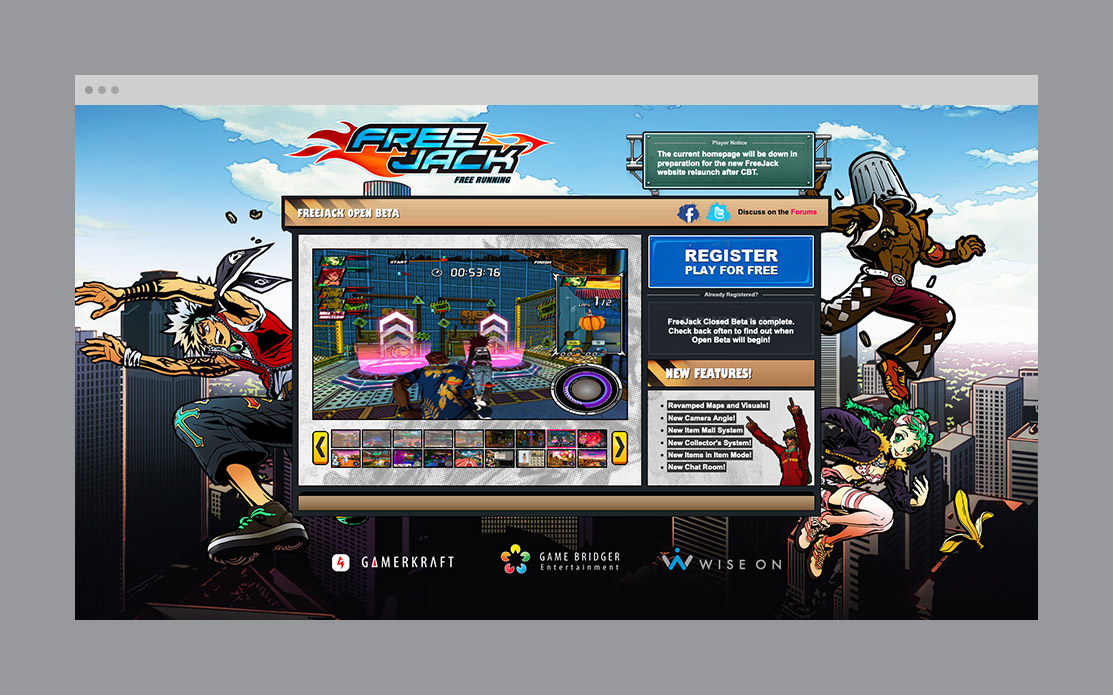 FREE
JACK
FREE RUNNING
Player Notice
The current homepage will be down in
preparation for the new FreeJack
website relaunch after CBT.
FREEJACK OPEN BETA
Discuss on the Forums
START
00:53:76
FINISH
1/2
REGISTER
PLAY FOR FREE
Already Registered?
FreeJack Closed Beta is complete.
Check back often to find out when
Open Beta will begin!
NEW FEATURES!
• Revamped Maps and Visuals!
• New Camera Angle!
• New Item Mall System
• New Collector's System!
• New Items in Item Model!
• New Chat Room!
GAMERKRAFT
GAME BRIDGER
Entertainment
WISE ON